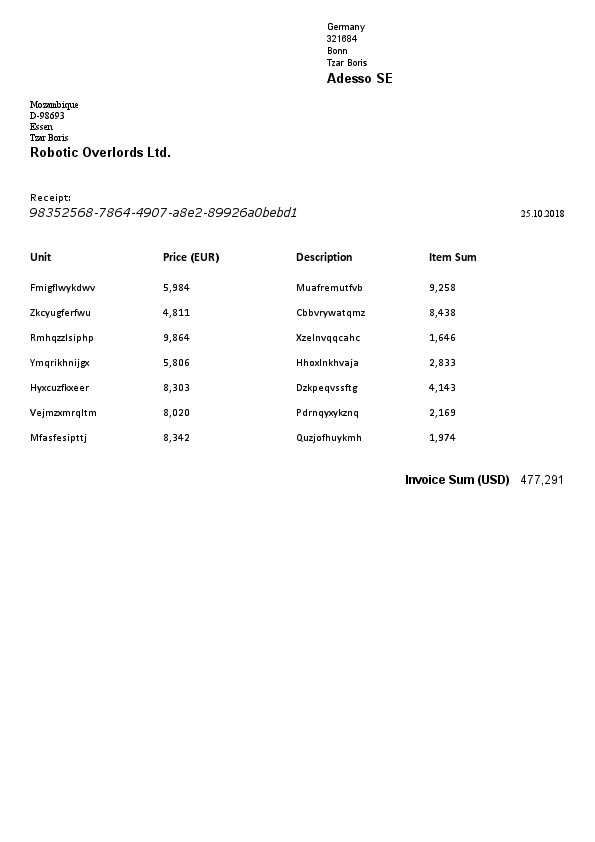 Germany
321684
Bonn
Tzar Boris
Adesso SE
Mozambique
D-98693
Essen
Tzar Boris
Robotic Overlords Ltd.
Receipt:
98352568-7864-4907-a8e2-89926a0bebd1 25.10.2018
Unit Price (EUR) Description Item Sum
Fmigflwykdwv 5,984 Muafremutfvb 9,258
Zkcyugferfwu 4,811 Cbbvrywatqmz 8,438
Rmhqzzlsiphp 9,864 Xzelnvqqcahc 1,646
Ymqrikhnijgx 5,806 Hhoxlnkhvaja 2,833
Hyxcuzfkxeer 8,303 Dzkpeqvssftg 4,143
Vejmzxmrqltm 8,020 Pdrnqyxykznq 2,169
Mfasfesipttj 8,342 Quzjofhuykmh 1,974
Invoice Sum (USD) 477,291